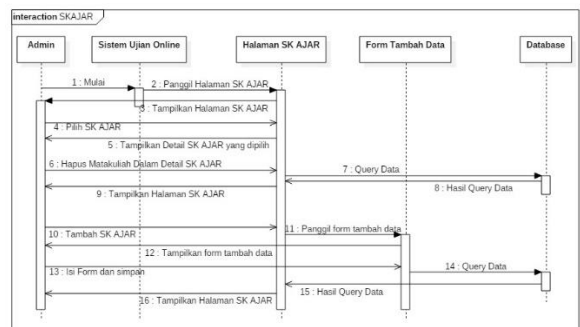 interaction SKAJAR
Admin
Sistem Ujian Online
Halaman SK AJAR
Form Tambah Data
Database
1 : Mulai
2 : Panggil Halaman SK AJAR
3 : Tampilkan Halaman SK AJAR
4 : Pilih SK AJAR
5 : Tampilkan Detail SK AJAR yang dipilih
6 : Hapus Matakuliah Dalam Detail SK AJAR
7 : Query Data
8 : Hasil Query Data
9 : Tampilkan Halaman SK AJAR
10 : Tambah SK AJAR
11 : Panggil form tambah data
12 : Tampilkan form tambah data
13 : Isi Form dan simpan
14 : Query Data
15 : Hasil Query Data
16 : Tampilkan Halaman SK AJAR